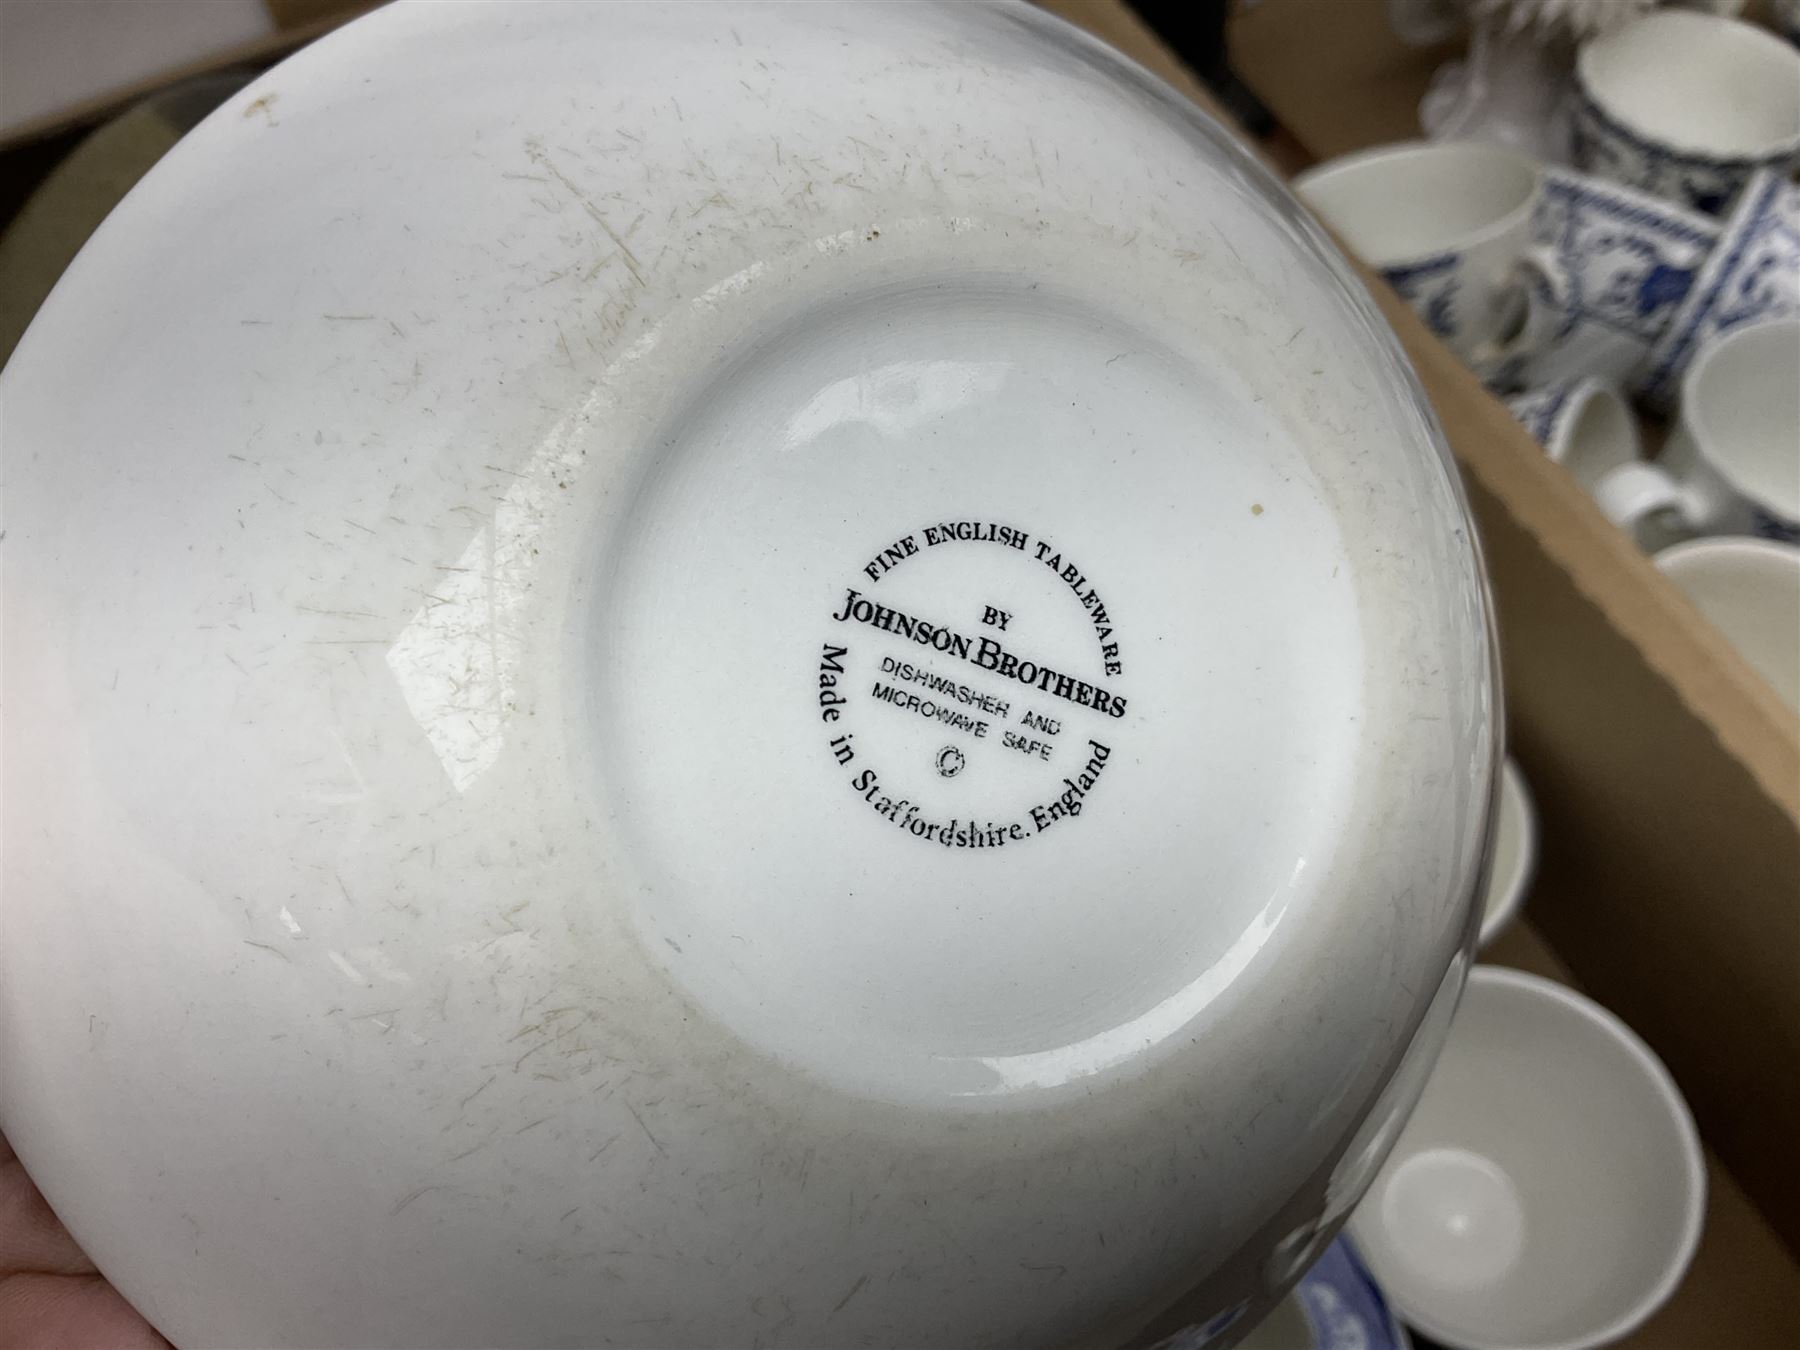 FINE ENGLISH TABLEWARE
BY
JOHNSON BROTHERS
DISHWASHER AND
MICROWAVE SAFE
©
Made in Staffordshire. England